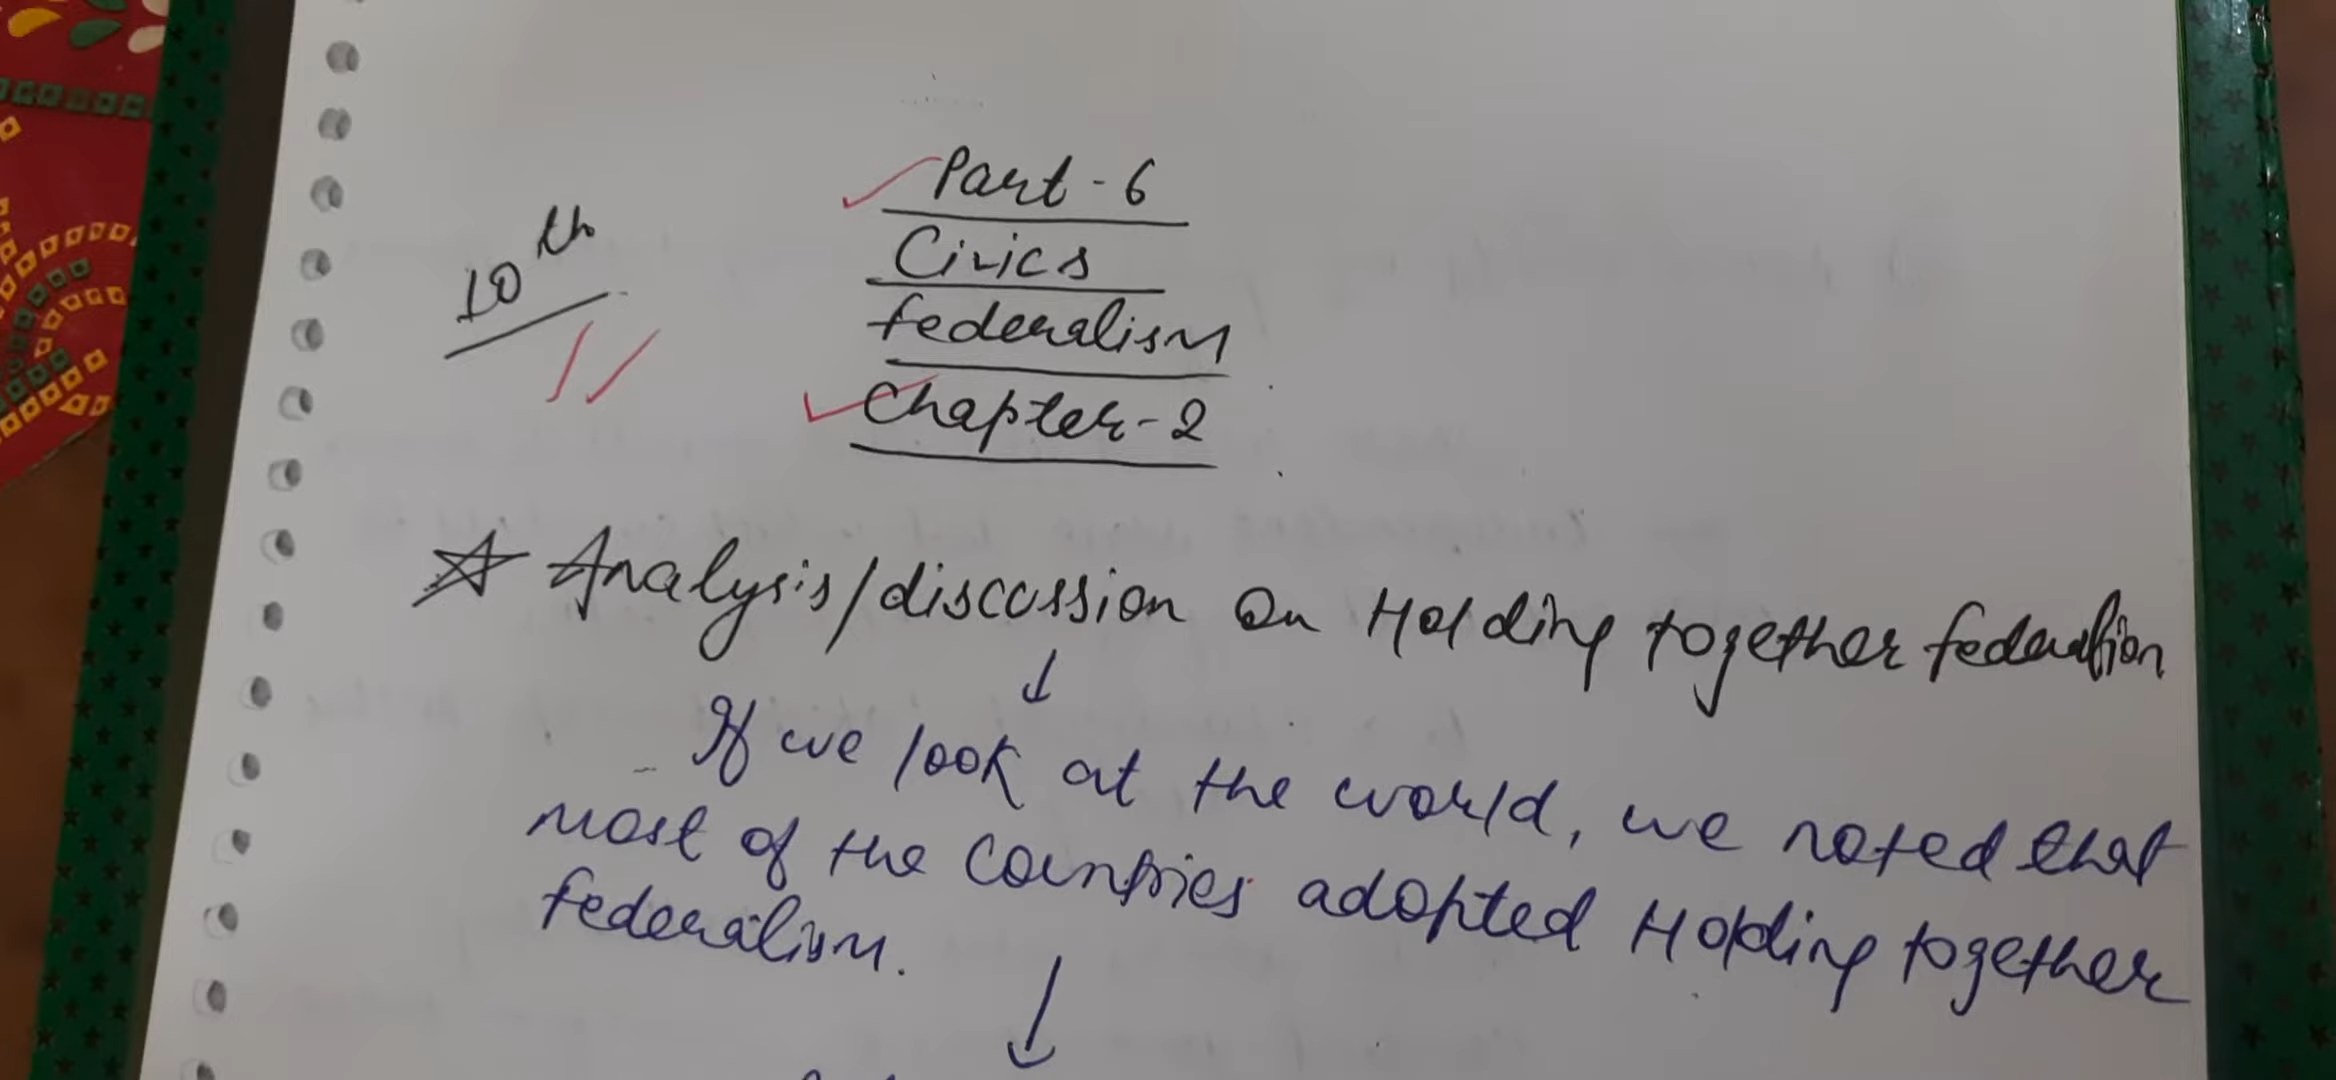 Part-6
10th
Civics
federalism
Chapter-2
Analysis/discussion on Holding together federation
If we look at the world, we noted that
most of the countries adopted Holding together
federalism.